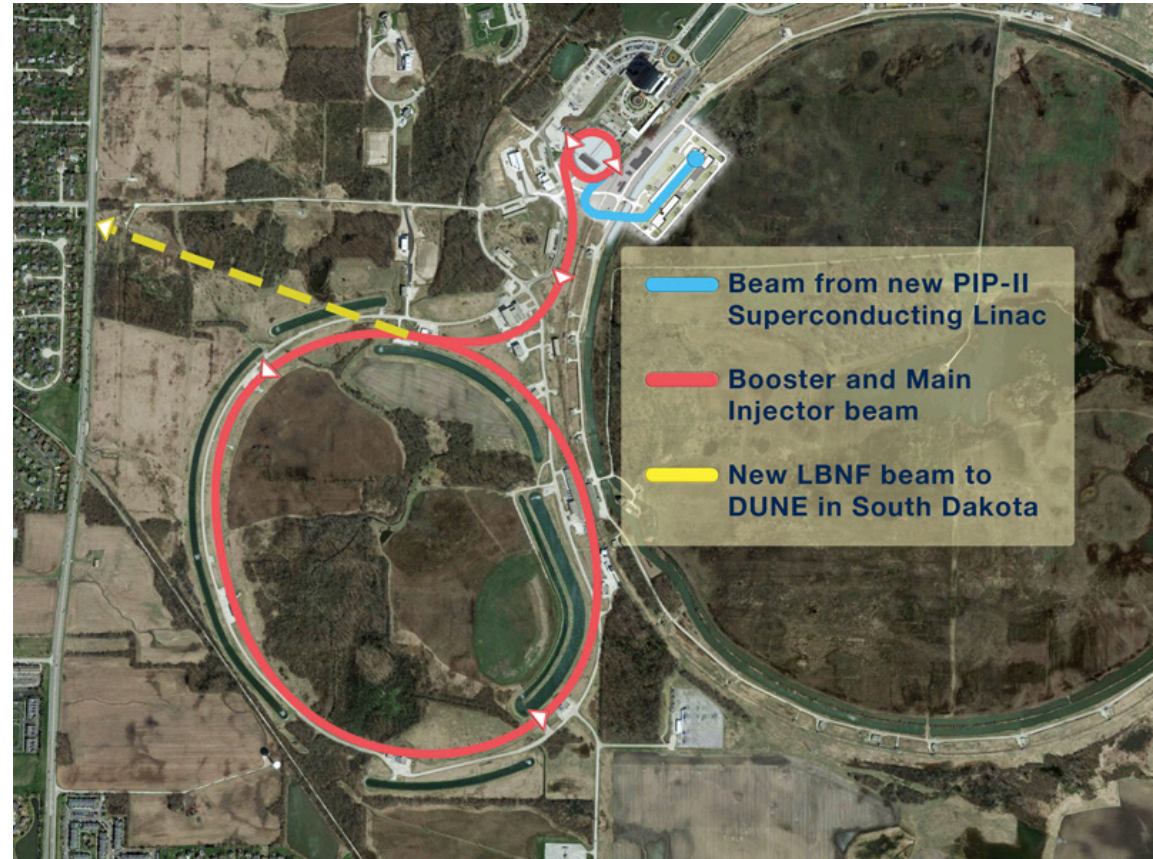 Beam from new PIP-II
Superconducting Linac
Booster and Main
Injector beam
New LBNF beam to
DUNE in South Dakota